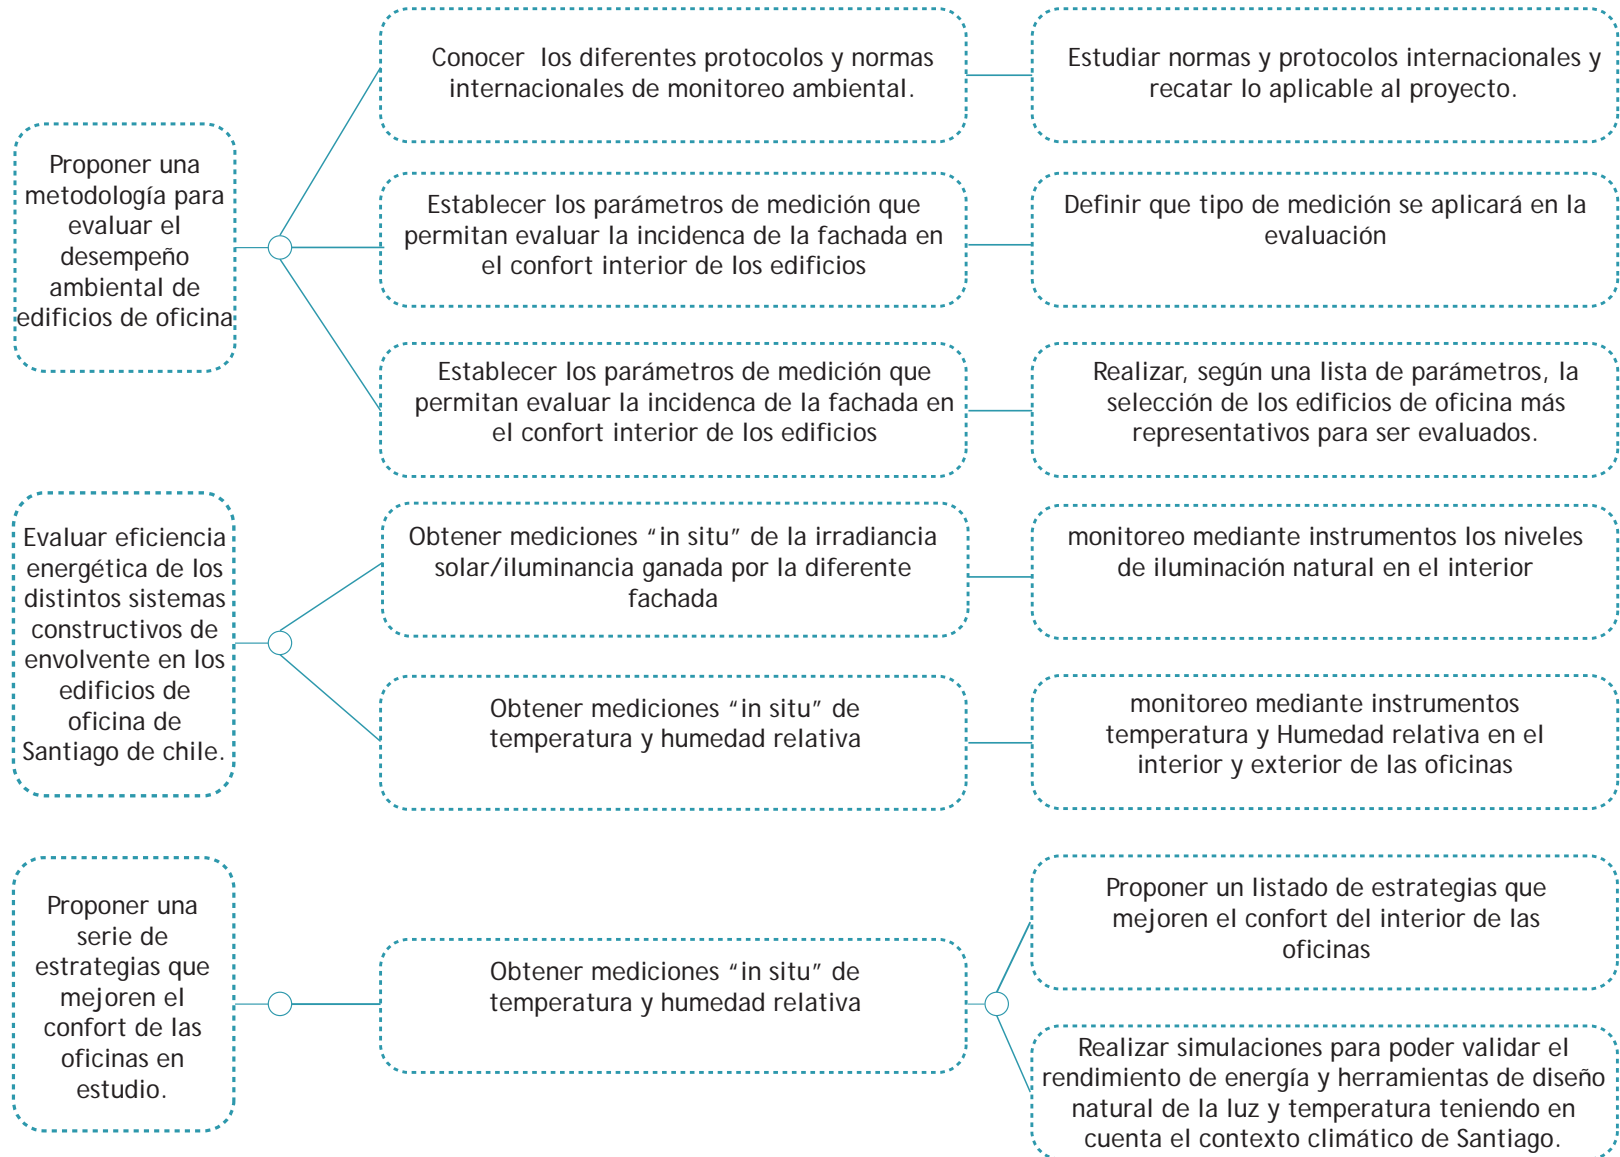 Proponer una
metodología para
evaluar el
desempeño
ambiental de
edificios de oficina
Conocer los diferentes protocolos y normas
internacionales de monitoreo ambiental.
Estudiar normas y protocolos internacionales y
recatar lo aplicable al proyecto.
Establecer los parámetros de medición que
permitan evaluar la incidenca de la fachada en
el confort interior de los edificios
Definir que tipo de medición se aplicará en la
evaluación
Establecer los parámetros de medición que
permitan evaluar la incidenca de la fachada en
el confort interior de los edificios
Realizar, según una lista de parámetros, la
selección de los edificios de oficina más
representativos para ser evaluados.
Evaluar eficiencia
energética de los
distintos sistemas
constructivos de
envolvente en los
edificios de
oficina de
Santiago de chile.
Obtener mediciones “in situ” de la irradiancia
solar/iluminancia ganada por la diferente
fachada
monitoreo mediante instrumentos los niveles
de iluminación natural en el interior
Obtener mediciones “in situ” de
temperatura y humedad relativa
monitoreo mediante instrumentos
temperatura y Humedad relativa en el
interior y exterior de las oficinas
Proponer una
serie de
estrategias que
mejoren el
confort de las
oficinas en
estudio.
Obtener mediciones “in situ” de
temperatura y humedad relativa
Proponer un listado de estrategias que
mejoren el confort del interior de las
oficinas
Realizar simulaciones para poder validar el
rendimiento de energía y herramientas de diseño
natural de la luz y temperatura teniendo en
cuenta el contexto climático de Santiago.